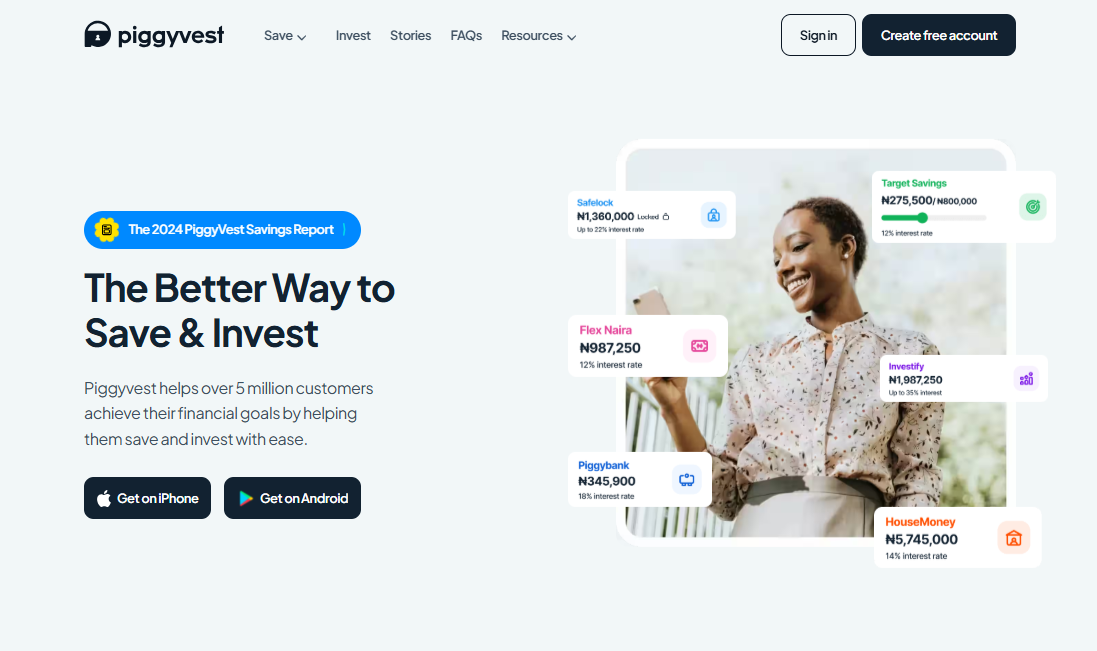 piggyvest
Save
Invest
Stories
FAQs
Resources
Sign in
Create free account
The 2024 PiggyVest Savings Report
The Better Way to
Save & Invest
Piggyvest helps over 5 million customers
achieve their financial goals by helping
them save and invest with ease.
Get on iPhone
Get on Android
Safelock
₦1,360,000 Locked
Up to 22% interest rate
Target Savings
₦275,500/ ₦800,000
12% interest rate
Flex Naira
₦987,250
12% interest rate
Investify
₦1,987,250
Up to 35% interest
Piggybank
₦345,900
18% interest rate
HouseMoney
₦5,745,000
14% interest rate